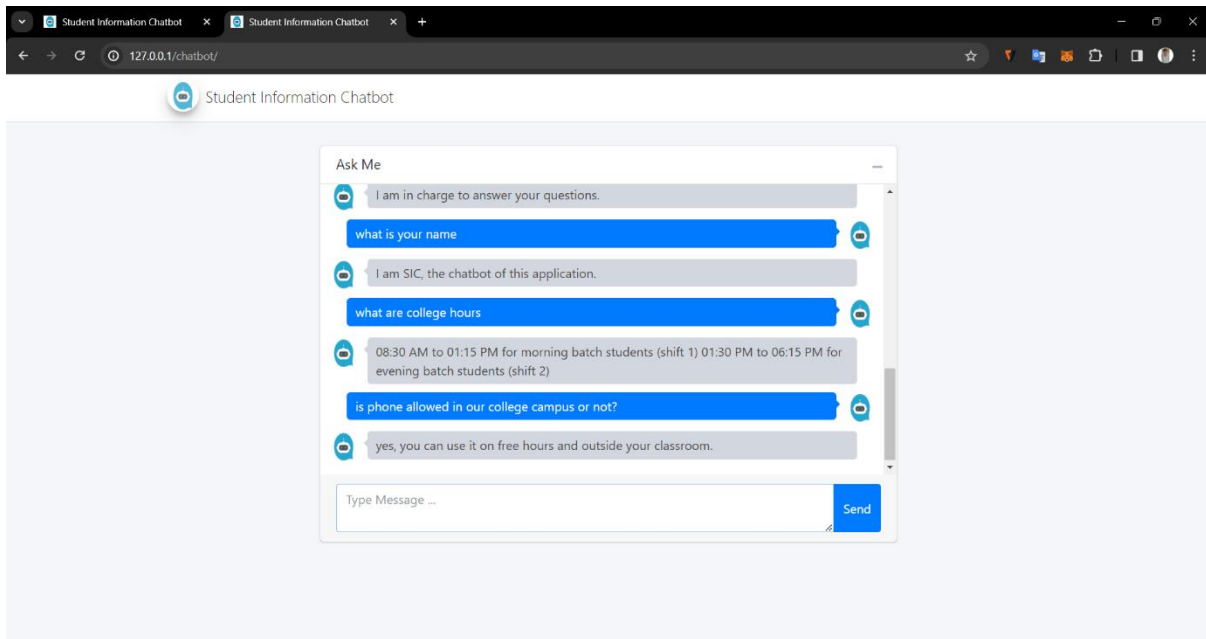 Student Information Chatbot
Student Information Chatbot
127.0.0.1/chatbot/
Student Information Chatbot
Ask Me
I am in charge to answer your questions.
what is your name
I am SIC, the chatbot of this application.
what are college hours
08:30 AM to 01:15 PM for morning batch students (shift 1) 01:30 PM to 06:15 PM for
evening batch students (shift 2)
is phone allowed in our college campus or not?
yes, you can use it on free hours and outside your classroom.
Type Message ...
Send